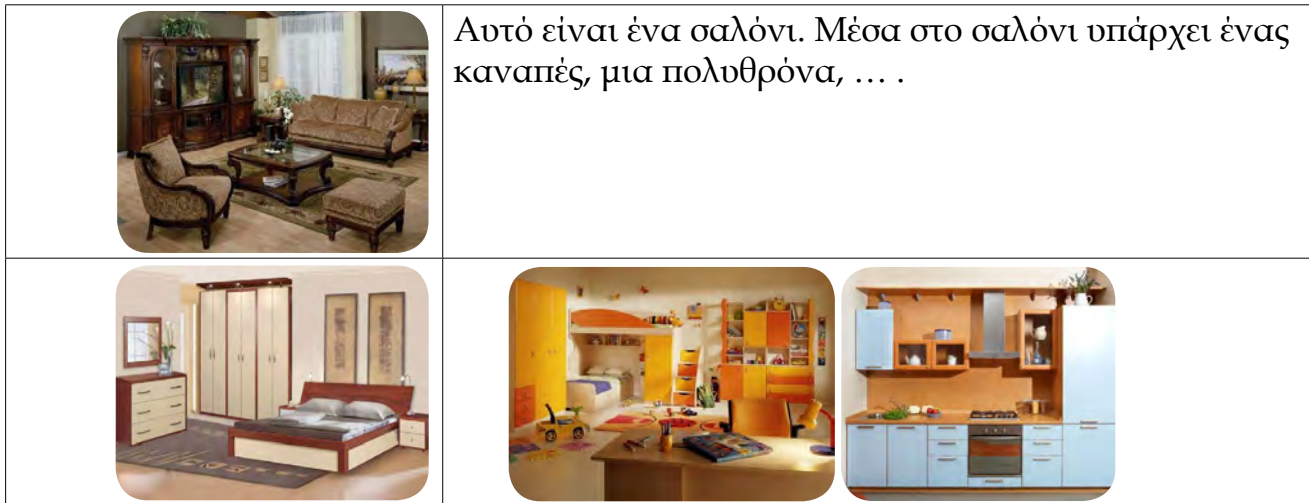 Αυτό είναι ένα σαλόνι. Μέσα στο σαλόνι υπάρχει ένας
καναπές, μια πολυθρόνα, … .